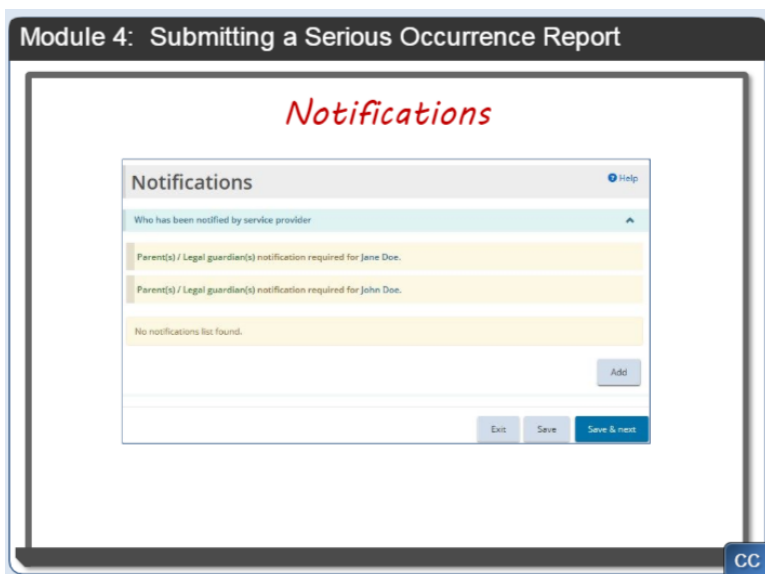 Module 4: Submitting a Serious Occurrence Report
Notifications
Notifications
Help
Who has been notified by service provider
Parent(s) / Legal guardian(s) notification required for Jane Doe.
Parent(s) / Legal guardian(s) notification required for John Doe.
No notifications list found.
Add
Exit Save Save & next
CC